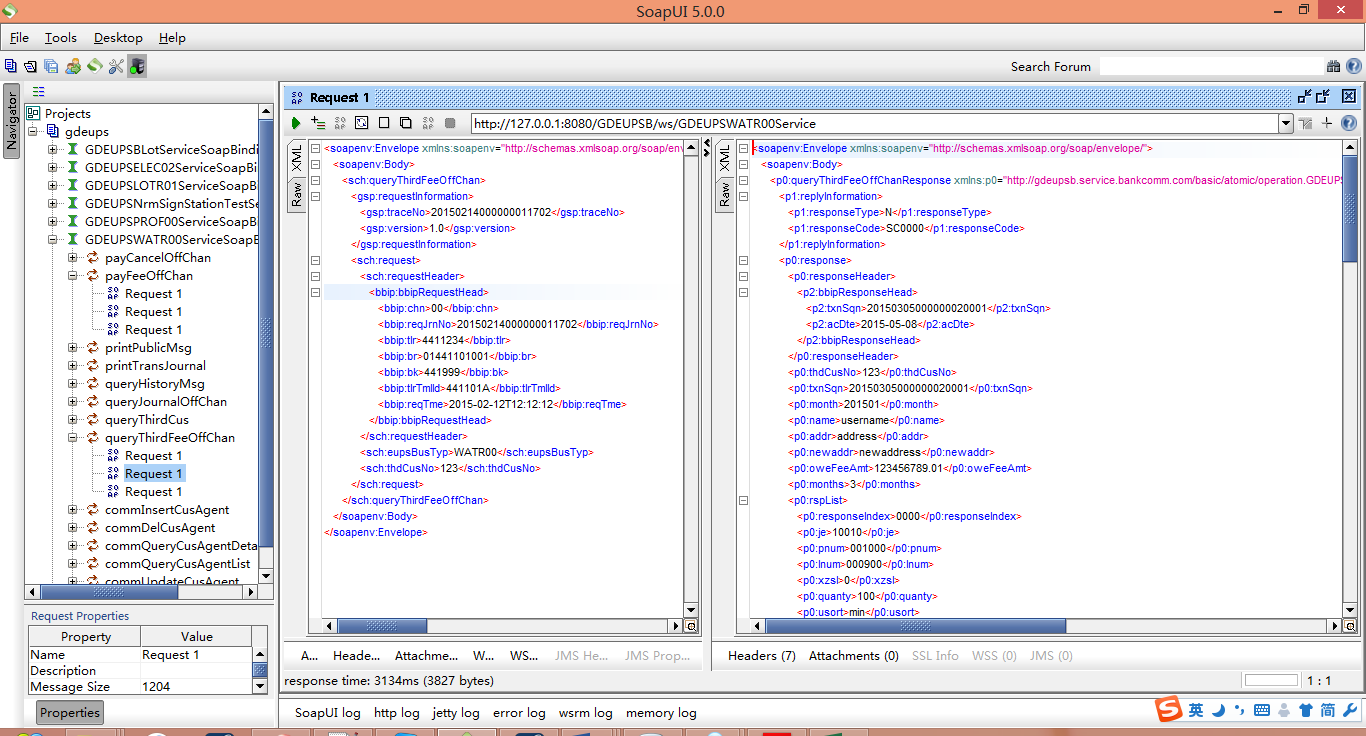 SoapUI 5.0.0
File Tools Desktop Help
Search Forum
Navigator
Projects
gdeups
GDEUPSBLotServiceSoapBindi
GDEUPSELEC02ServiceSoapBi
GDEUPSLOTR01ServiceSoapB
GDEUPSNrmSignStationTestSe
GDEUPSPROF00ServiceSoapB
GDEUPSWATR00ServiceSoapE
payCancelOffChan
payFeeOffChan
Request 1
Request 1
Request 1
printPublicMsg
printTransJournal
queryHistoryMsg
queryJournalOffChan
queryThirdCus
queryThirdFeeOffChan
Request 1
Request 1
Request 1
commInsertCusAgent
commDelCusAgent
commQueryCusAgentDeta
commQueryCusAgentList
commUpdateCusAgent
Request Properties
Property Value
Name Request 1
Description
Message Size 1204
Properties
Request 1
http://127.0.0.1:8080/GDEUPSB/ws/GDEUPSWATR00Service
XML
Raw
<soapenv:Envelope xmlns:soapenv="http://schemas.xmlsoap.org/soap/env
<soapenv:Body>
<sch:queryThirdFeeOffChan>
<gsp:requestInformation>
<gsp:traceNo>20150214000000011702</gsp:traceNo>
<gsp:version>1.0</gsp:version>
</gsp:requestInformation>
<sch:request>
<sch:requestHeader>
<bbip:bbipRequestHead>
<bbip:chn>00</bbip:chn>
<bbip:reqJrnNo>20150214000000011702</bbip:reqJrnNo>
<bbip:tlr>4411234</bbip:tlr>
<bbip:br>01441101001</bbip:br>
<bbip:bk>441999</bbip:bk>
<bbip:tlrTmlId>441101A</bbip:tlrTmlId>
<bbip:reqTme>2015-02-12T12:12:12</bbip:reqTme>
</bbip:bbipRequestHead>
</sch:requestHeader>
<sch:eupsBusTyp>WATR00</sch:eupsBusTyp>
<sch:thdCusNo>123</sch:thdCusNo>
</sch:request>
</sch:queryThirdFeeOffChan>
</soapenv:Body>
</soapenv:Envelope>
A... Heade... Attachme... W... WS... JMS He... JMS Prop...
XML
Raw
<soapenv:Envelope xmlns:soapenv="http://schemas.xmlsoap.org/soap/envelope/">
<soapenv:Body>
<p0:queryThirdFeeOffChanResponse xmlns:p0="http://gdeupsb.service.bankcomm.com/basic/atomic/operation.GDEUPS
<p1:replyInformation>
<p1:responseType>N</p1:responseType>
<p1:responseCode>SC0000</p1:responseCode>
</p1:replyInformation>
<p0:response>
<p0:responseHeader>
<p2:bbipResponseHead>
<p2:txnSqn>20150305000000020001</p2:txnSqn>
<p2:acDte>2015-05-08</p2:acDte>
</p2:bbipResponseHead>
</p0:responseHeader>
<p0:thdCusNo>123</p0:thdCusNo>
<p0:txnSqn>20150305000000020001</p0:txnSqn>
<p0:month>201501</p0:month>
<p0:name>username</p0:name>
<p0:addr>address</p0:addr>
<p0:newaddr>newaddress</p0:newaddr>
<p0:oweFeeAmt>123456789.01</p0:oweFeeAmt>
<p0:months>3</p0:months>
<p0:rspList>
<p0:responseIndex>0000</p0:responseIndex>
<p0:je>10010</p0:je>
<p0:pnum>001000</p0:pnum>
<p0:lnum>000900</p0:lnum>
<p0:xzsl>0</p0:xzsl>
<p0:quanty>100</p0:quanty>
<p0:usort>min</p0:usort>
Headers (7) Attachments (0) SSL Info WSS (0) JMS (0)
response time: 3134ms (3827 bytes)
1 : 1
SoapUI log http log jetty log error log wsrm log memory log
英 简